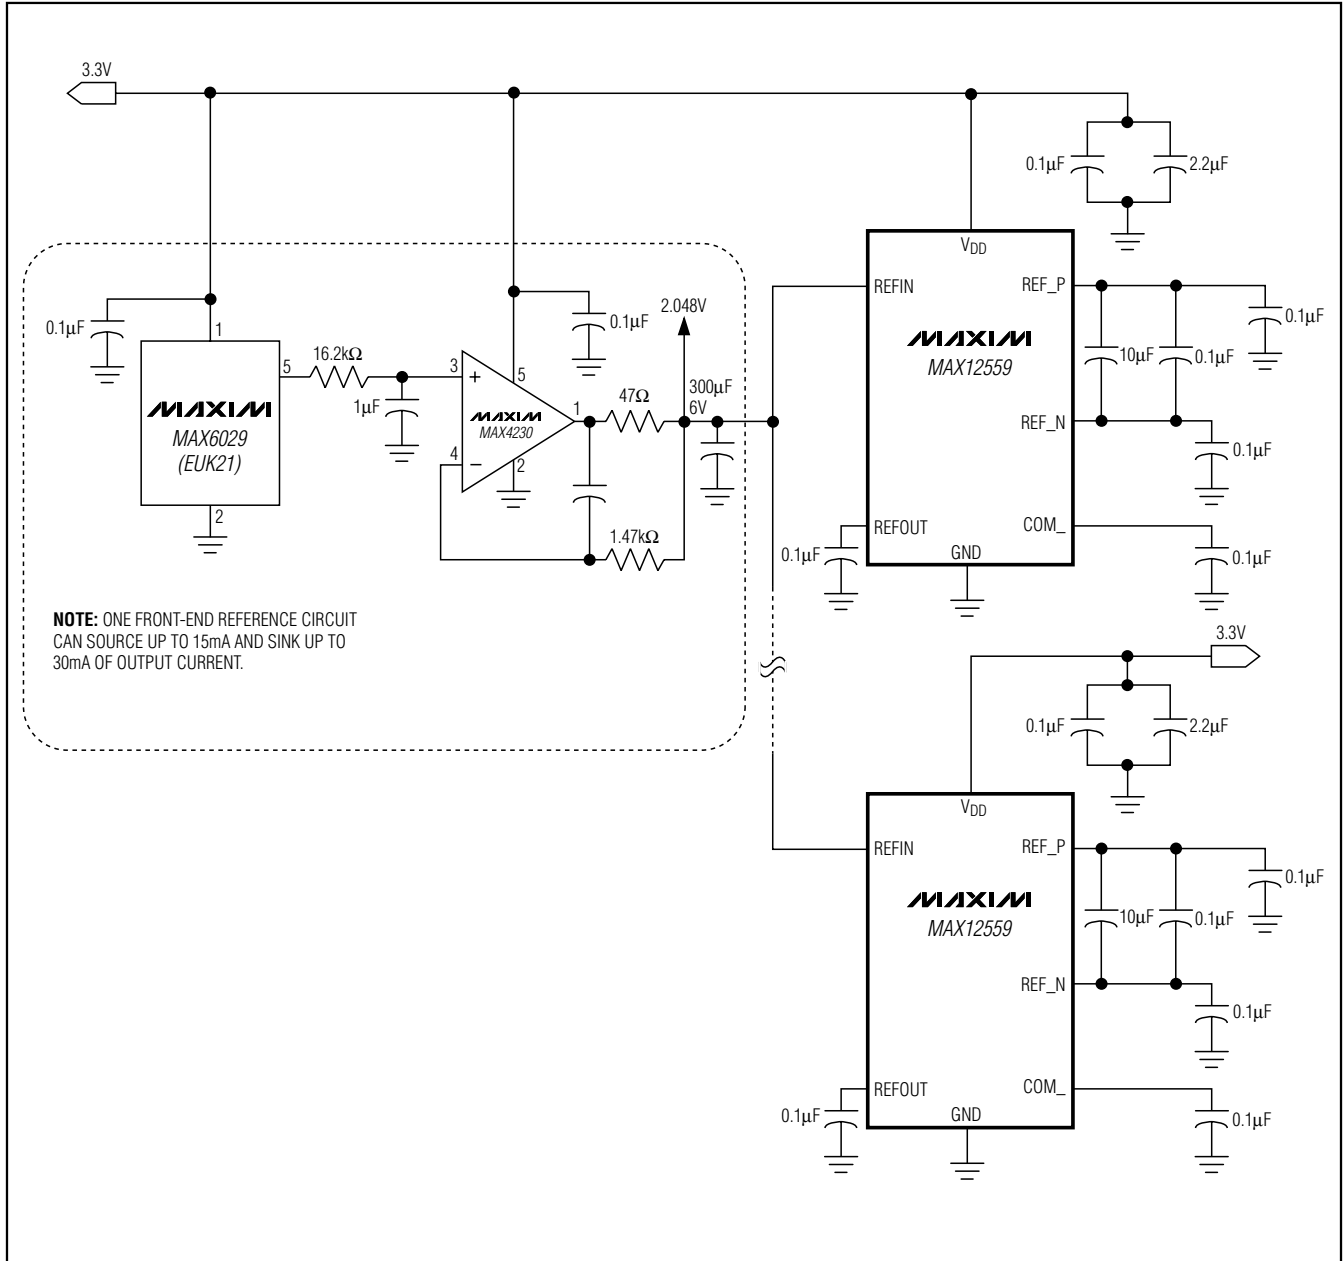 3.3V
0.1µF
2.2µF
VDD
REFIN
REF_P
0.1µF
MAXIM
MAX12559
10µF
0.1µF
REF_N
0.1µF
REFOUT
COM_
0.1µF
GND
0.1µF
0.1µF
1
MAXIM
MAX6029
(EUK21)
5
2
16.2kΩ
1µF
3
+
4
−
MAXIM
MAX4230
5
2
1
0.1µF
47Ω
2.048V
300µF
6V
1.47kΩ
NOTE: ONE FRONT-END REFERENCE CIRCUIT
CAN SOURCE UP TO 15mA AND SINK UP TO
30mA OF OUTPUT CURRENT.
3.3V
0.1µF
2.2µF
VDD
REFIN
REF_P
0.1µF
MAXIM
MAX12559
10µF
0.1µF
REF_N
0.1µF
REFOUT
COM_
0.1µF
GND
0.1µF